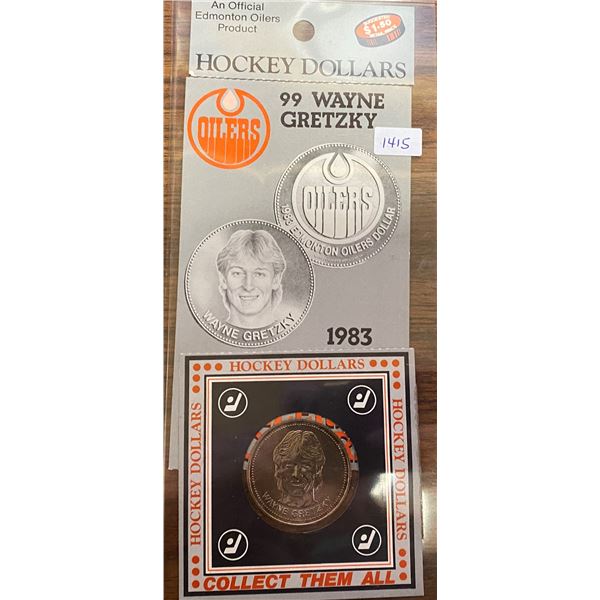 An Official
Edmonton Oilers
Product
$1.50
HOCKEY DOLLARS
OILERS
99 WAYNE
GRETZKY
1415
OILERS
1983 EDMONTON OILERS DOLLAR
WAYNE GRETZKY
1983
HOCKEY DOLLARS
HOCKEY DOLLARS
HOCKEY DOLLARS
WAYNE GRETZKY
COLLECT THEM ALL